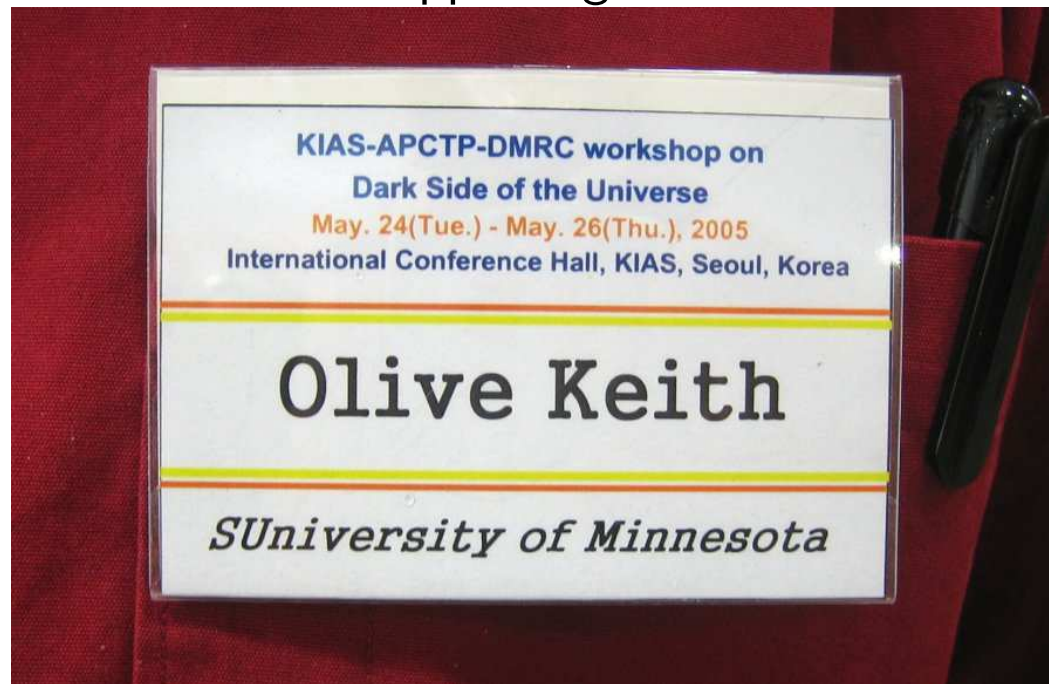 KIAS-APCTP-DMRC workshop on
Dark Side of the Universe
May. 24(Tue.) - May. 26(Thu.), 2005
International Conference Hall, KIAS, Seoul, Korea
Olive Keith
SUniversity of Minnesota